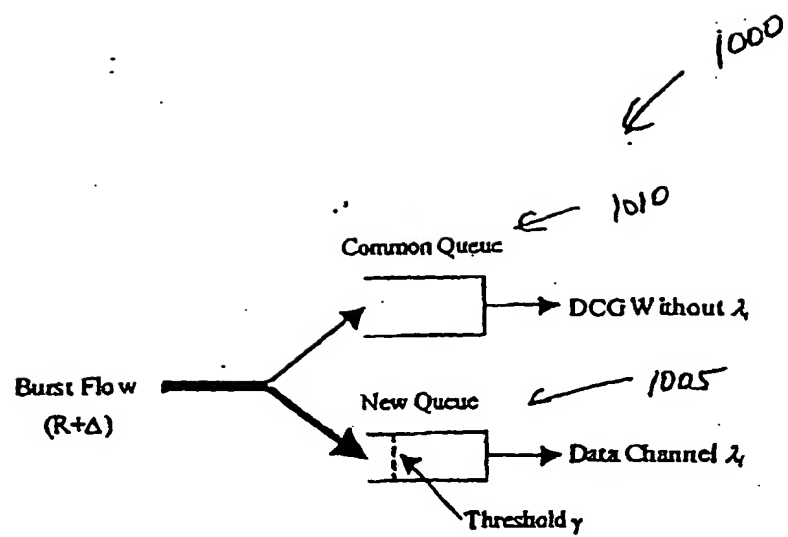 1000
1010
Common Queue
DCG Without λᵢ
Burst Flow
(R+Δ)
1005
New Queue
Data Channel λᵢ
Threshold γ